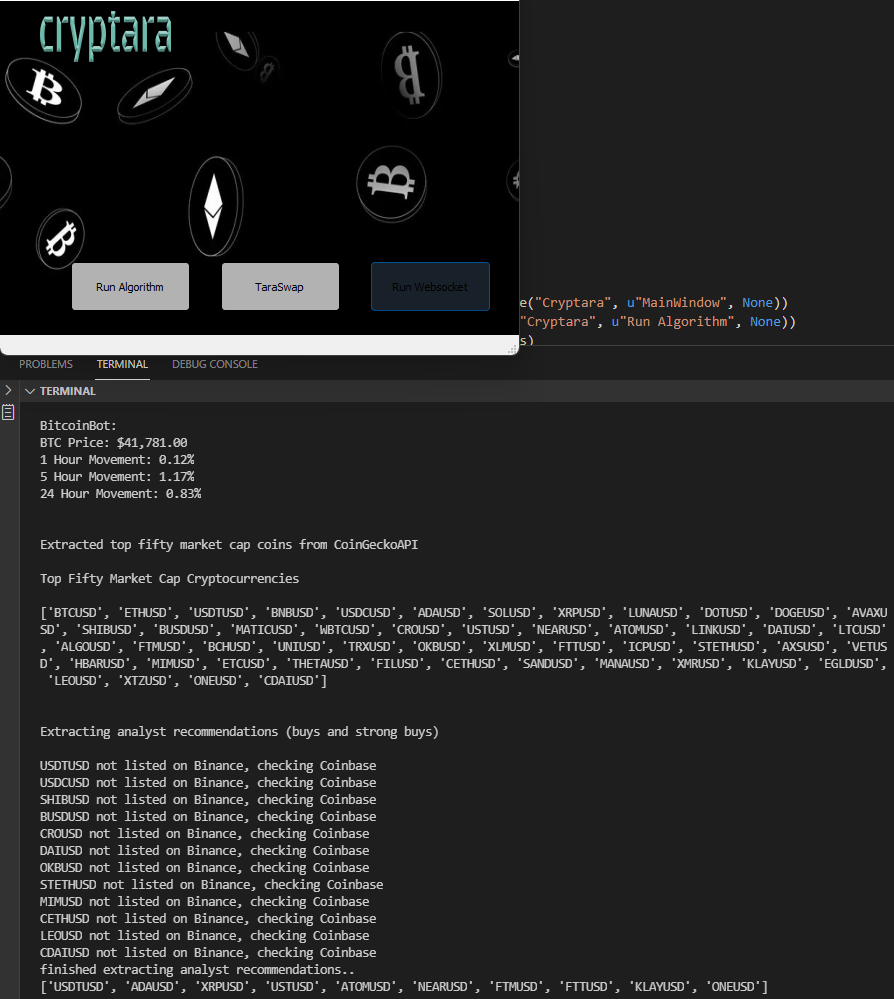 cryptara
Run Algorithm
TaraSwap
Run Websocket
e("Cryptara", u"MainWindow", None))
"Cryptara", u"Run Algorithm", None))
s)
PROBLEMS
TERMINAL
DEBUG CONSOLE
TERMINAL
BitcoinBot:
BTC Price: $41,781.00
1 Hour Movement: 0.12%
5 Hour Movement: 1.17%
24 Hour Movement: 0.83%
Extracted top fifty market cap coins from CoinGeckoAPI
Top Fifty Market Cap Cryptocurrencies
['BTCUSD', 'ETHUSD', 'USDTUSD', 'BNBUSD', 'USDCUSD', 'ADAUSD', 'SOLUSD', 'XRPUSD', 'LUNAUSD', 'DOTUSD', 'DOGEUSD', 'AVAXU
SD', 'SHIBUSD', 'BUSDUSD', 'MATICUSD', 'WBTCUSD', 'CROUSD', 'USTUSD', 'NEARUSD', 'ATOMUSD', 'LINKUSD', 'DAIUSD', 'LTCUSD'
, 'ALGOUSD', 'FTMUSD', 'BCHUSD', 'UNIUSD', 'TRXUSD', 'OKBUSD', 'XLMUSD', 'FTTUSD', 'ICPUSD', 'STETHUSD', 'AXSUSD', 'VETUS
D', 'HBARUSD', 'MIMUSD', 'ETCUSD', 'THETAUSD', 'FILUSD', 'CETHUSD', 'SANDUSD', 'MANAUSD', 'XMRUSD', 'KLAYUSD', 'EGLDUSD',
'LEOUSD', 'XTZUSD', 'ONEUSD', 'CDAIUSD']
Extracting analyst recommendations (buys and strong buys)
USDTUSD not listed on Binance, checking Coinbase
USDCUSD not listed on Binance, checking Coinbase
SHIBUSD not listed on Binance, checking Coinbase
BUSDUSD not listed on Binance, checking Coinbase
CROUSD not listed on Binance, checking Coinbase
DAIUSD not listed on Binance, checking Coinbase
OKBUSD not listed on Binance, checking Coinbase
STETHUSD not listed on Binance, checking Coinbase
MIMUSD not listed on Binance, checking Coinbase
CETHUSD not listed on Binance, checking Coinbase
LEOUSD not listed on Binance, checking Coinbase
CDAIUSD not listed on Binance, checking Coinbase
finished extracting analyst recommendations..
['USDTUSD', 'ADAUSD', 'XRPUSD', 'USTUSD', 'ATOMUSD', 'NEARUSD', 'FTMUSD', 'FTTUSD', 'KLAYUSD', 'ONEUSD']